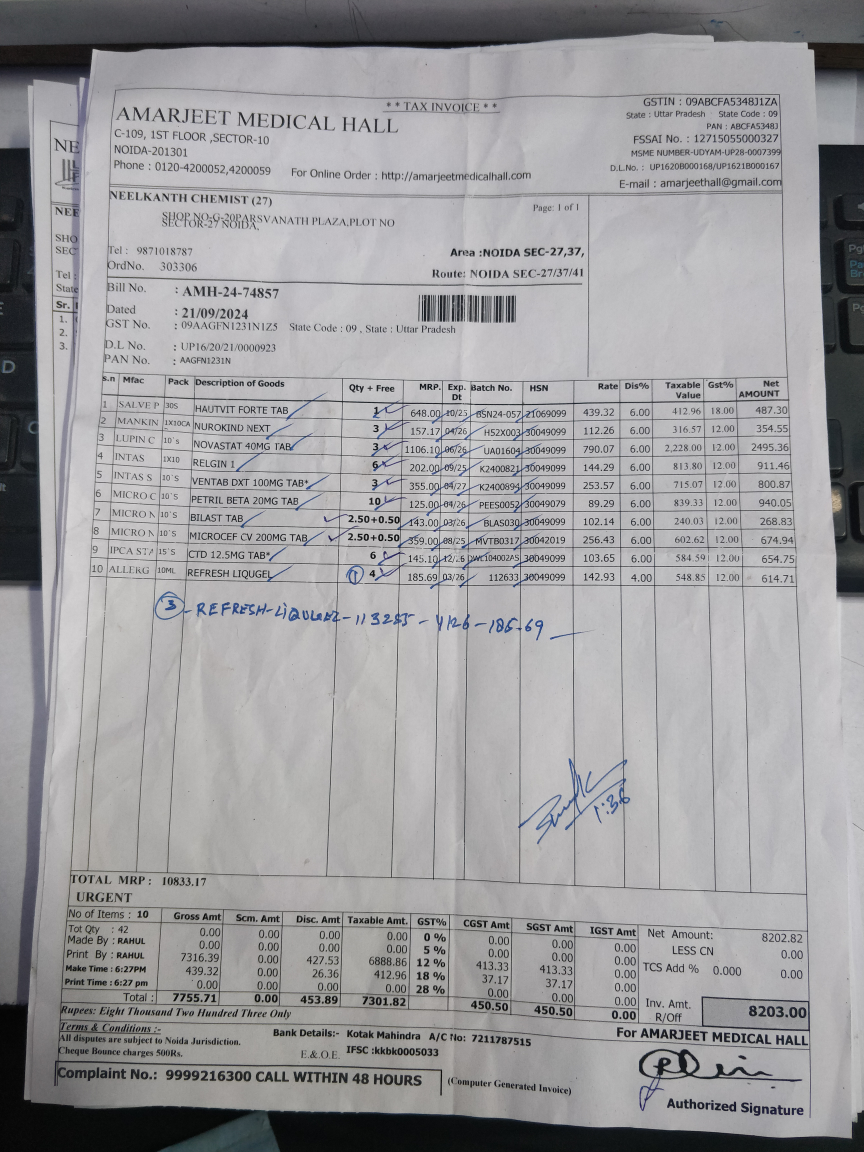 * * TAX INVOICE * *
AMARJEET MEDICAL HALL
C-109, 1ST FLOOR ,SECTOR-10
NOIDA-201301
Phone : 0120-4200052,4200059 For Online Order : http://amarjeetmedicalhall.com
GSTIN : 09ABCFA5348J1ZA
State : Uttar Pradesh State Code : 09
PAN : ABCFA5348J
FSSAI No. : 12715055000327
MSME NUMBER-UDYAM-UP28-0007399
D.L.No. : UP1620B000168/UP1621B000167
E-mail : amarjeethall@gmail.com
NEELKANTH CHEMIST (27)
Page: 1 of 1
SHOP NO-G-20PARSVANATH PLAZA,PLOT NO
SECTOR-27 NOIDA,
Tel : 9871018787 Area :NOIDA SEC-27,37,
OrdNo. 303306 Route: NOIDA SEC-27/37/41
Bill No. : AMH-24-74857
Dated : 21/09/2024
GST No. : 09AAGFN1231N1Z5 State Code : 09 , State : Uttar Pradesh
D.L No. : UP16/20/21/0000923
PAN No. : AAGFN1231N
s.n Mfac Pack Description of Goods Qty + Free MRP. Exp. Dt Batch No. HSN Rate Dis% Taxable Value Gst% Net AMOUNT
1 SALVE P 30S HAUTVIT FORTE TAB 1 648.00 10/25 BSN24-057 21069099 439.32 6.00 412.96 18.00 487.30
2 MANKIN 1X10CA NUROKIND NEXT 3 157.17 04/26 H52X003 30049099 112.26 6.00 316.57 12.00 354.55
3 LUPIN C 10`S NOVASTAT 40MG TAB 3 1106.10 06/26 UA01604 30049099 790.07 6.00 2,228.00 12.00 2495.36
4 INTAS 1X10 RELGIN 1 6 202.00 09/25 K2400821 30049099 144.29 6.00 813.80 12.00 911.46
5 INTAS S 10`S VENTAB DXT 100MG TAB* 3 355.00 04/27 K2400894 30049099 253.57 6.00 715.07 12.00 800.87
6 MICRO C 10`S PETRIL BETA 20MG TAB 10 125.00 04/26 PEES0052 30049079 89.29 6.00 839.33 12.00 940.05
7 MICRO N 10`S BILAST TAB 2.50+0.50 143.00 03/26 BLAS030 30049099 102.14 6.00 240.03 12.00 268.83
8 MICRO N 10`S MICROCEF CV 200MG TAB 2.50+0.50 359.00 08/25 MVTB0317 30042019 256.43 6.00 602.62 12.00 674.94
9 IPCA STA 15`S CTD 12.5MG TAB* 6 145.10 12/26 30049099 103.65 6.00 584.59 12.00 654.75
10 ALLERG 10ML REFRESH LIQUGEL 1 4 185.69 03/26 112633 30049099 142.93 4.00 548.85 12.00 614.71
3 - REFRESH-LIQUGEL-113285 - 4/26 - 185-69
1:36
TOTAL MRP : 10833.17
URGENT
No of Items : 10 Gross Amt Scm. Amt Disc. Amt Taxable Amt. GST% CGST Amt SGST Amt IGST Amt
Tot Qty : 42 0.00 0.00 0.00 0.00 0 % 0.00 0.00 0.00
Made By : RAHUL 0.00 0.00 0.00 0.00 5 % 0.00 0.00 0.00
Print By : RAHUL 7316.39 0.00 427.53 6888.86 12 % 413.33 413.33 0.00
Make Time : 6:27PM 439.32 0.00 26.36 412.96 18 % 37.17 37.17 0.00
Print Time : 6:27 pm 0.00 0.00 0.00 0.00 28 % 0.00 0.00 0.00
Total : 7755.71 0.00 453.89 7301.82 450.50 450.50 0.00
Net Amount: 8202.82
LESS CN 0.00
TCS Add % 0.000 0.00
Inv. Amt. R/Off 8203.00
Rupees: Eight Thousand Two Hundred Three Only
Terms & Conditions :-
All disputes are subject to Noida Jurisdiction.
Cheque Bounce charges 500Rs.
E.& O.E.
Bank Details:- Kotak Mahindra A/C No: 7211787515
IFSC :kkbk0005033
For AMARJEET MEDICAL HALL
Complaint No.: 9999216300 CALL WITHIN 48 HOURS
(Computer Generated Invoice)
Authorized Signature